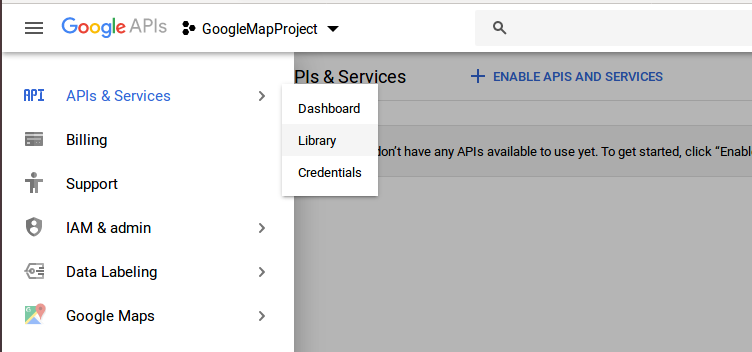 Google APIs
GoogleMapProject
API APIs & Services
PIs & Services
ENABLE APIS AND SERVICES
Dashboard
Billing
Library
don't have any APIs available to use yet. To get started, click “Enabl
Credentials
Support
IAM & admin
Data Labeling
Google Maps